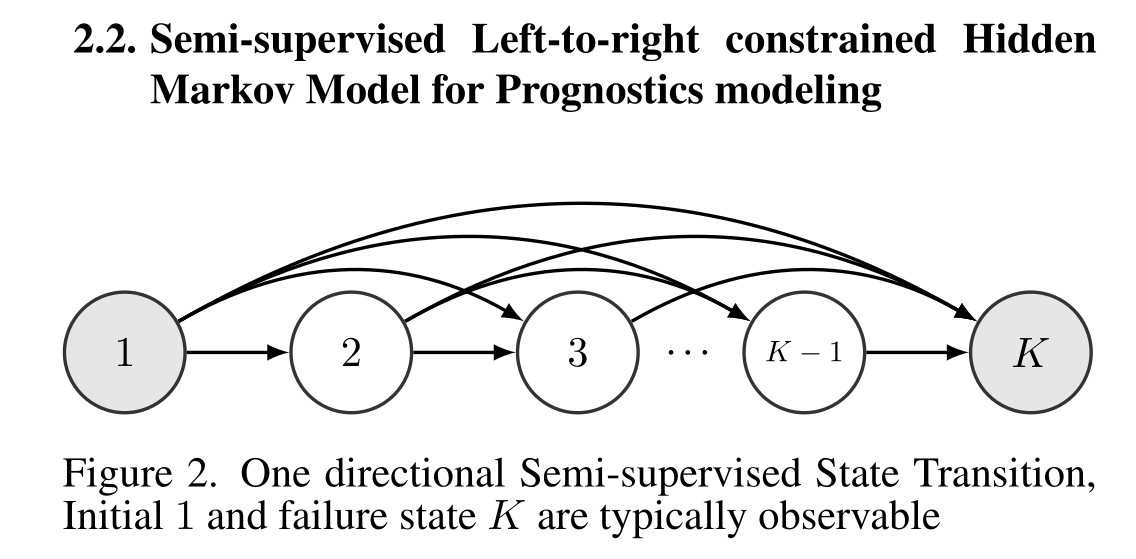 2.2. Semi-supervised Left-to-right constrained Hidden
Markov Model for Prognostics modeling
1 2 3 ··· K − 1 K
Figure 2. One directional Semi-supervised State Transition,
Initial 1 and failure state K are typically observable